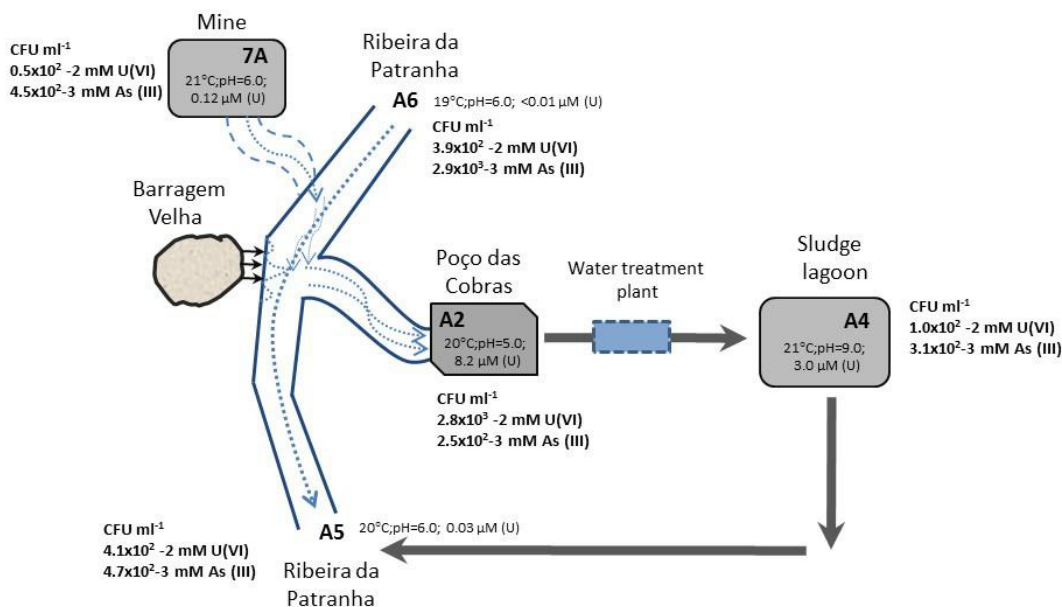 Mine
CFU ml⁻¹
0.5x10² -2 mM U(VI)
4.5x10²-3 mM As (III)
7A
21°C;pH=6.0;
0.12 µM (U)
Ribeira da
Patranha
A6
19°C;pH=6.0; <0.01 µM (U)
CFU ml⁻¹
3.9x10² -2 mM U(VI)
2.9x10³-3 mM As (III)
Barragem
Velha
Poço das
Cobras
A2
20°C;pH=5.0;
8.2 µM (U)
CFU ml⁻¹
2.8x10³ -2 mM U(VI)
2.5x10²-3 mM As (III)
Water treatment
plant
Sludge
lagoon
A4
21°C;pH=9.0;
3.0 µM (U)
CFU ml⁻¹
1.0x10² -2 mM U(VI)
3.1x10²-3 mM As (III)
CFU ml⁻¹
4.1x10² -2 mM U(VI)
4.7x10²-3 mM As (III)
A5
20°C;pH=6.0; 0.03 µM (U)
Ribeira da
Patranha